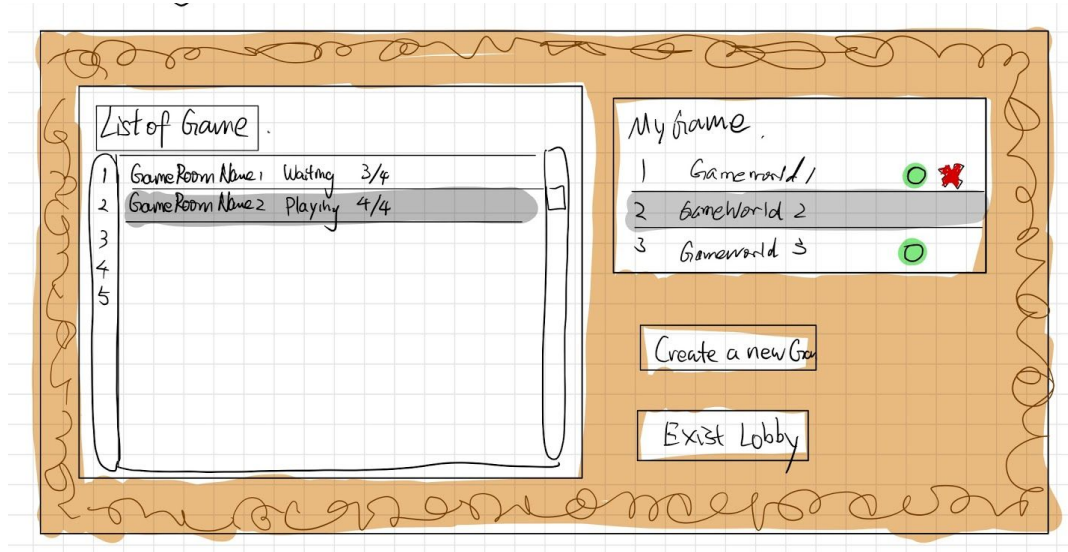 List of Game.
1 GameRoom Name1 Waiting 3/4
2 GameRoom Name2 Playing 4/4
3
4
5
My Game.
1 Gameworld 1
2 GameWorld 2
3 Gameworld 3
Create a new Gam
Exist Lobby